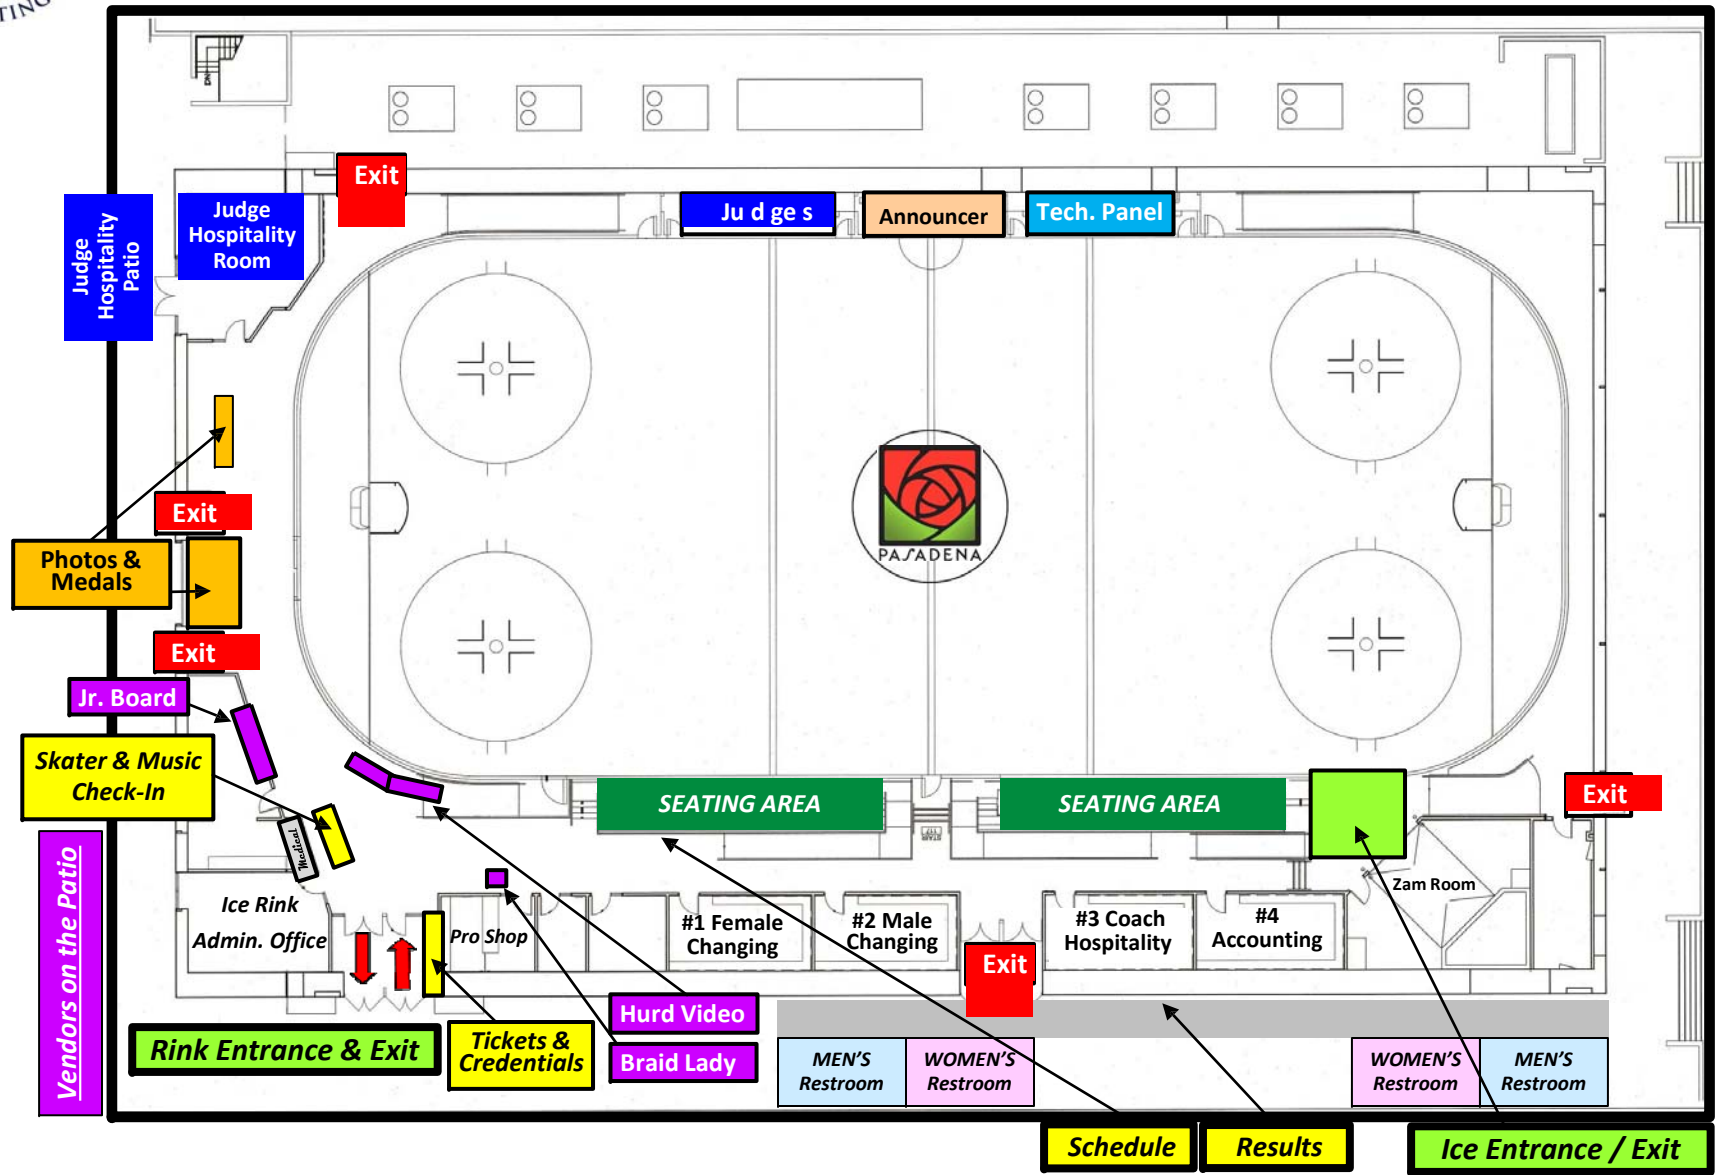 TING
Exit
Judge
Hospitality
Patio
Judge
Hospitality
Room
Ju d ge s
Announcer
Tech. Panel
PASADENA
Exit
Photos &
Medals
Exit
Jr. Board
Skater & Music
Check-In
SEATING AREA
SEATING AREA
Exit
Medical
Vendors on the Patio
Ice Rink
Admin. Office
Pro Shop
#1 Female
Changing
#2 Male
Changing
Exit
#3 Coach
Hospitality
#4
Accounting
Zam Room
Rink Entrance & Exit
Tickets &
Credentials
Hurd Video
Braid Lady
MEN'S
Restroom
WOMEN'S
Restroom
WOMEN'S
Restroom
MEN'S
Restroom
Schedule
Results
Ice Entrance / Exit